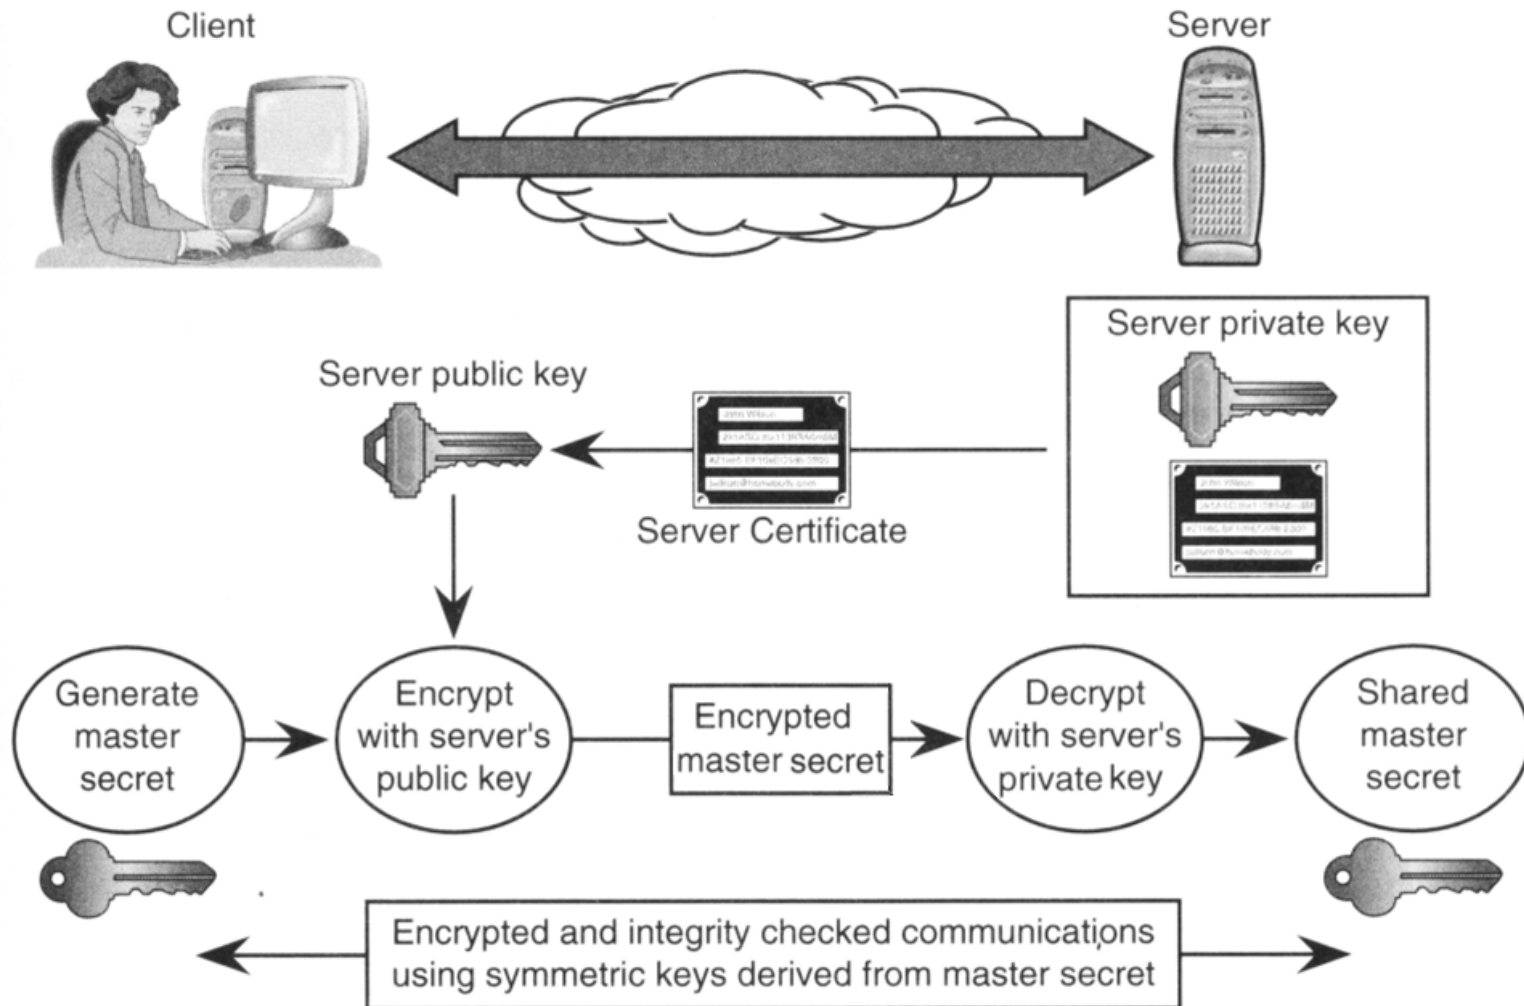 Client
Server
Server private key
Server public key
Server Certificate
Generate
master
secret
Encrypt
with server's
public key
Encrypted
master secret
Decrypt
with server's
private key
Shared
master
secret
Encrypted and integrity checked communications
using symmetric keys derived from master secret